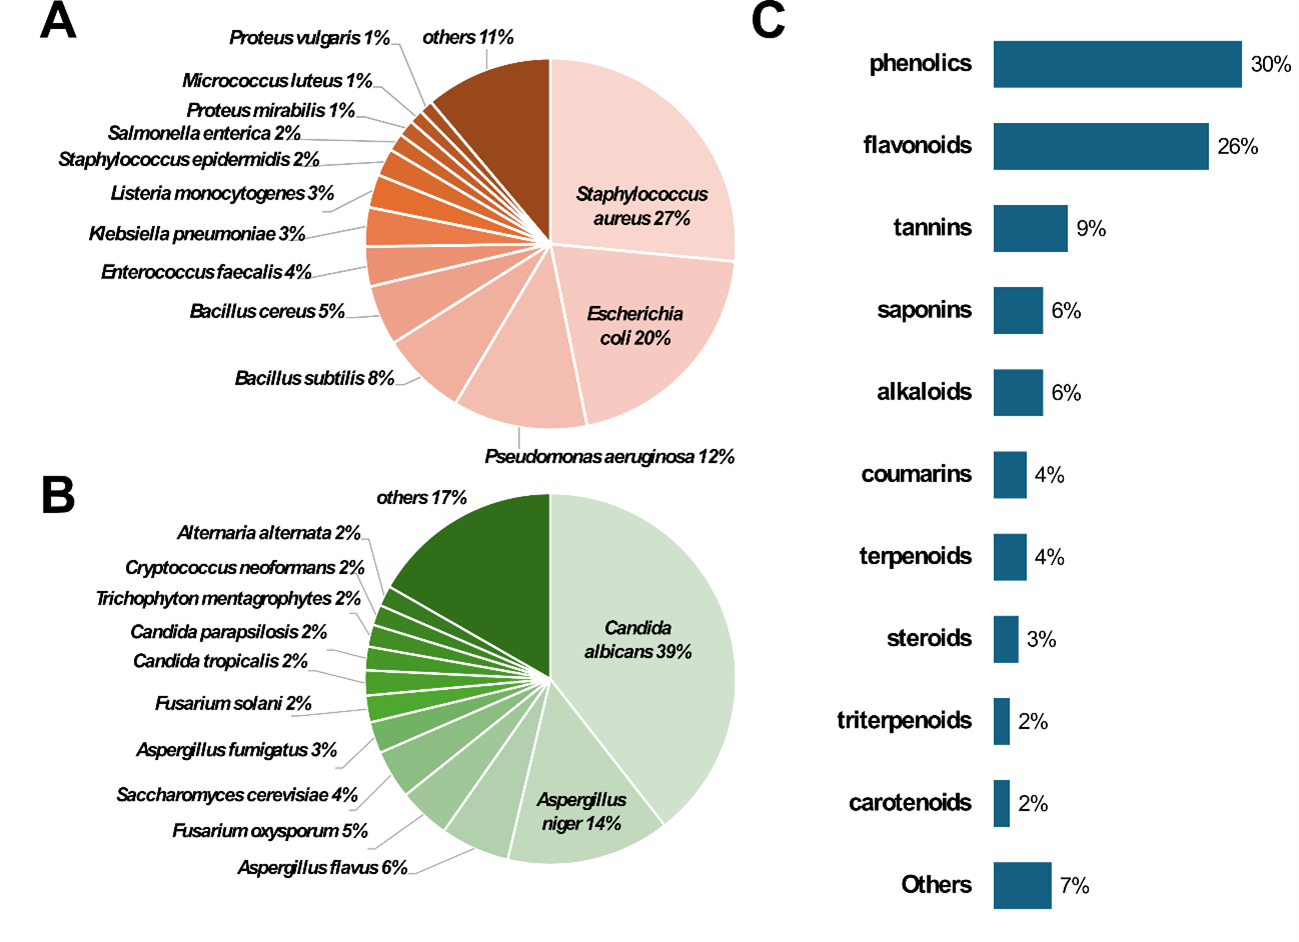 A
Proteus vulgaris 1%
others 11%
Micrococcus luteus 1%
Proteus mirabilis 1%
Salmonella enterica 2%
Staphylococcus epidermidis 2%
Listeria monocytogenes 3%
Klebsiella pneumoniae 3%
Enterococcus faecalis 4%
Bacillus cereus 5%
Bacillus subtilis 8%
Staphylococcus
aureus 27%
Escherichia
coli 20%
Pseudomonas aeruginosa 12%
B
others 17%
Alternaria alternata 2%
Cryptococcus neoformans 2%
Trichophyton mentagrophytes 2%
Candida parapsilosis 2%
Candida tropicalis 2%
Fusarium solani 2%
Aspergillus fumigatus 3%
Saccharomyces cerevisiae 4%
Fusarium oxysporum 5%
Aspergillus flavus 6%
Candida
albicans 39%
Aspergillus
niger 14%
C
phenolics 30%
flavonoids 26%
tannins 9%
saponins 6%
alkaloids 6%
coumarins 4%
terpenoids 4%
steroids 3%
triterpenoids 2%
carotenoids 2%
Others 7%